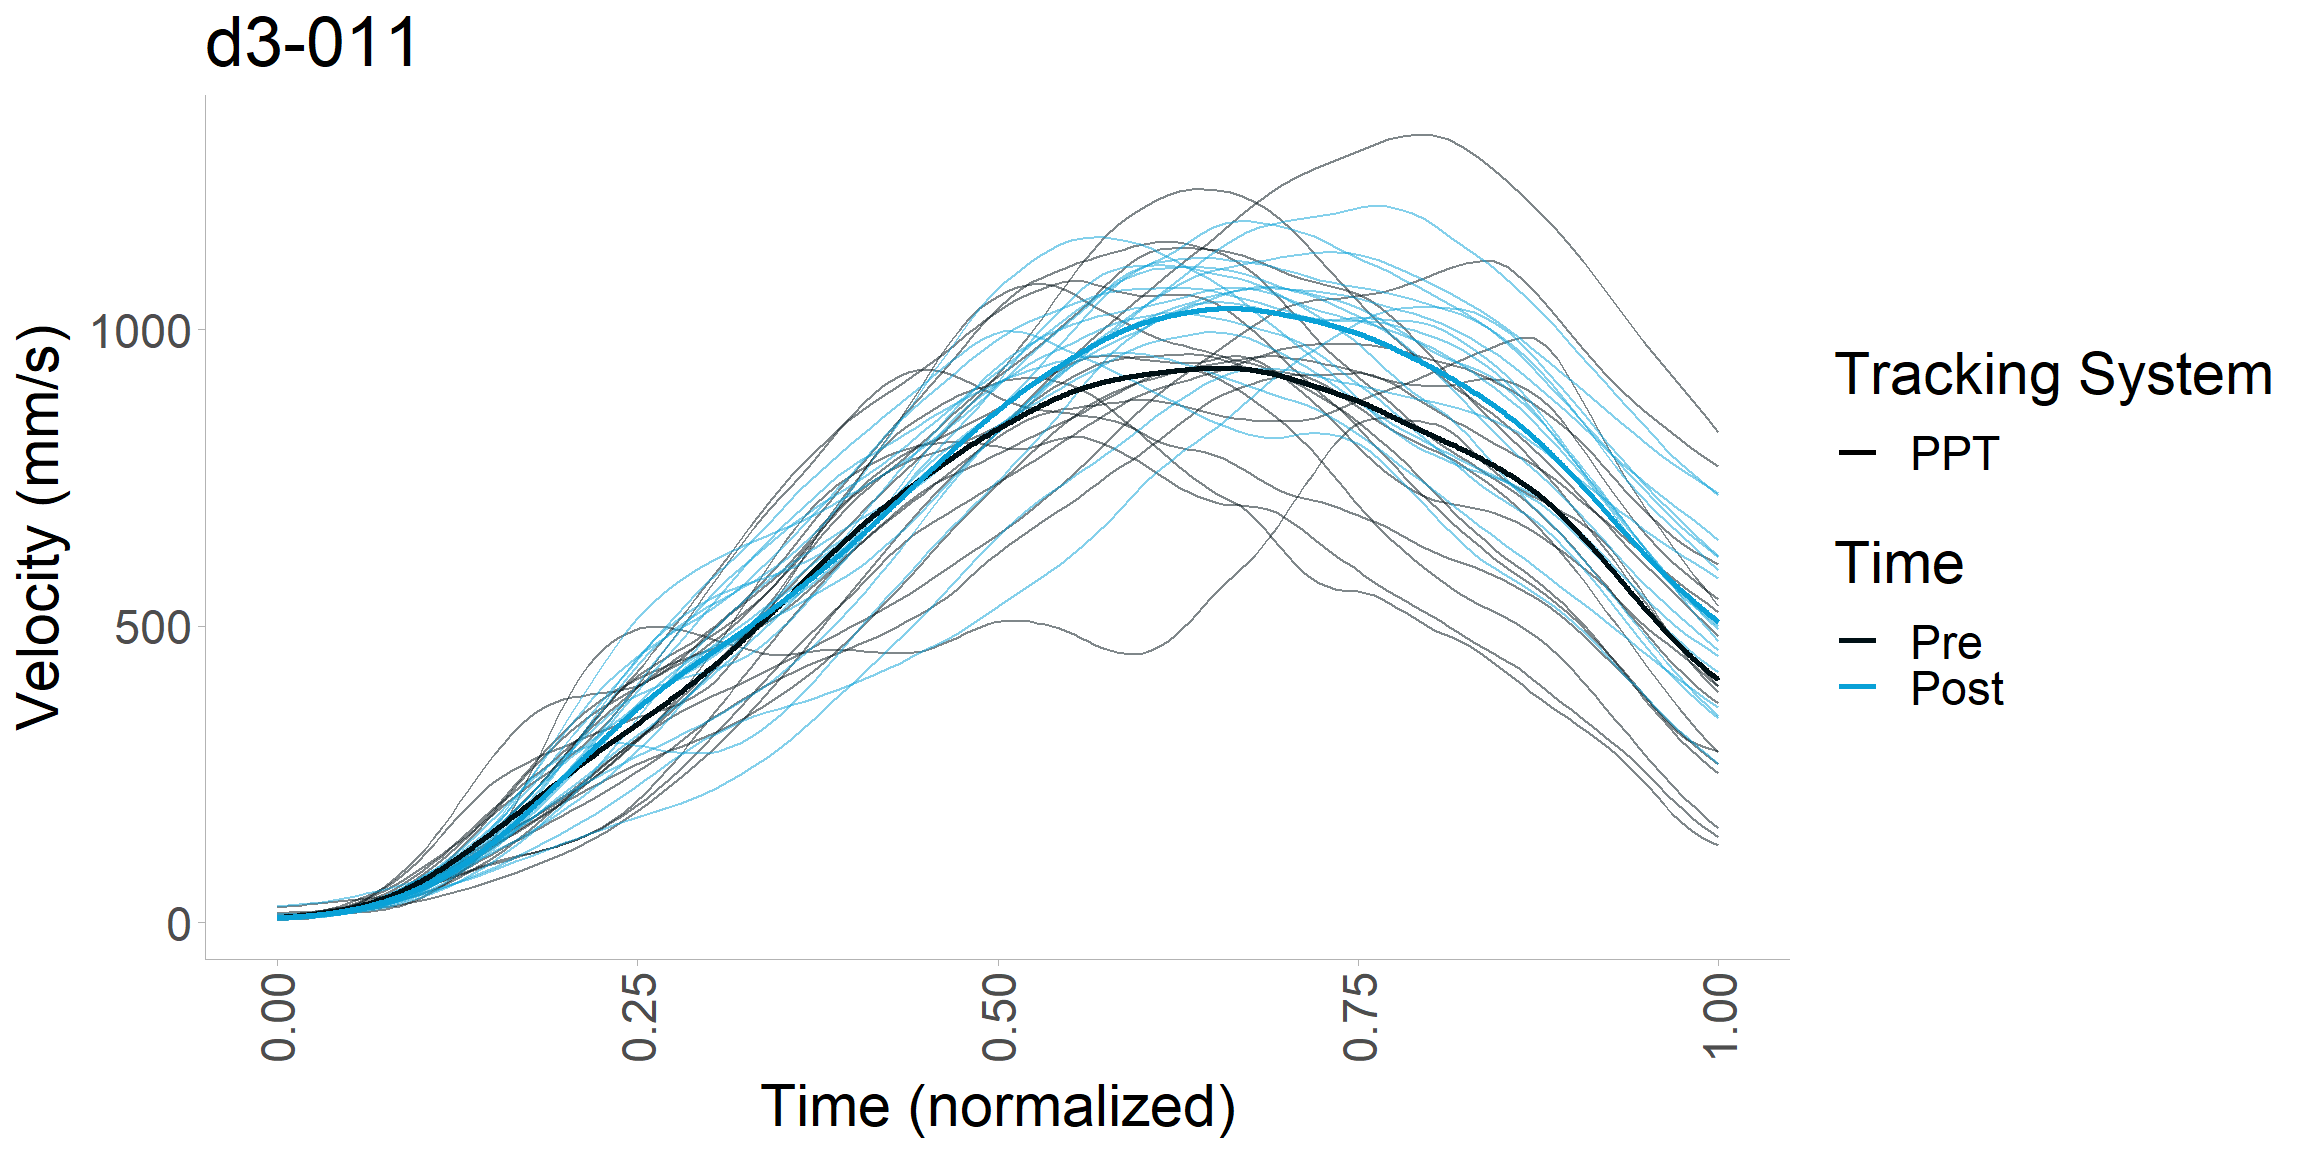 d3-011
Velocity (mm/s)
1000
500
0
0.00
0.25
0.50
0.75
1.00
Time (normalized)
Tracking System
PPT
Time
Pre
Post